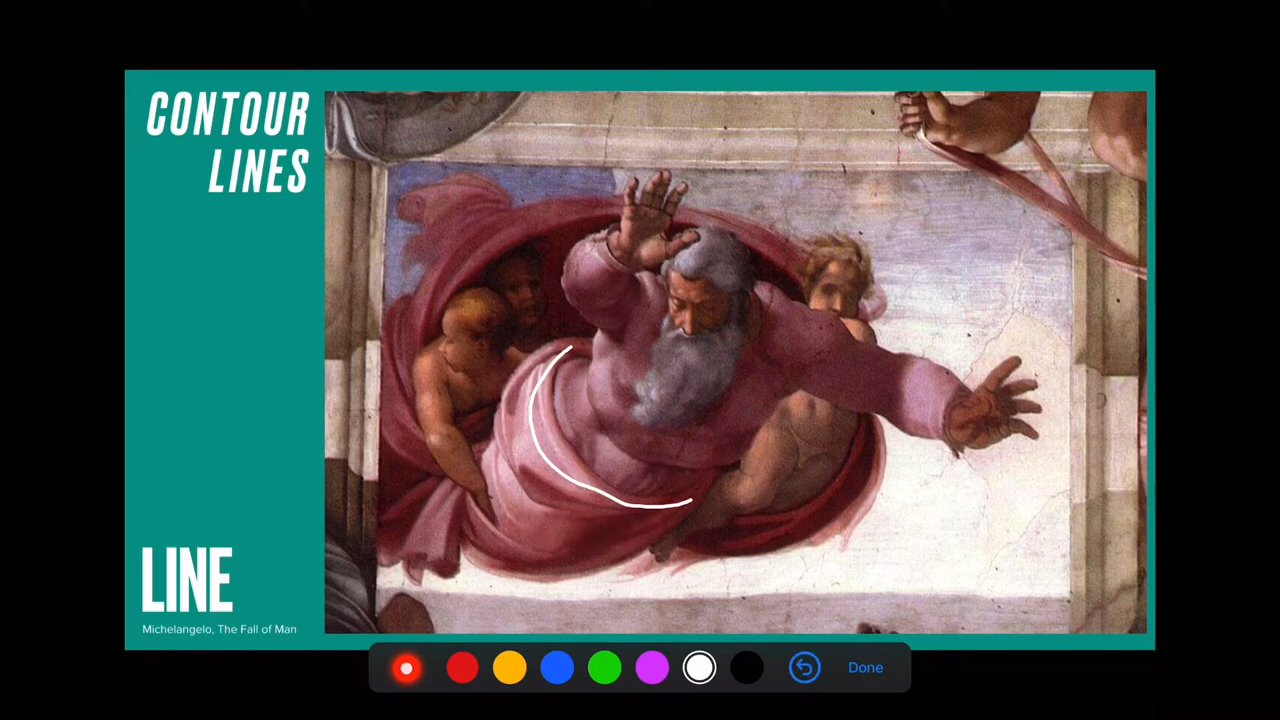 CONTOUR
LINES
LINE
Michelangelo, The Fall of Man
Done